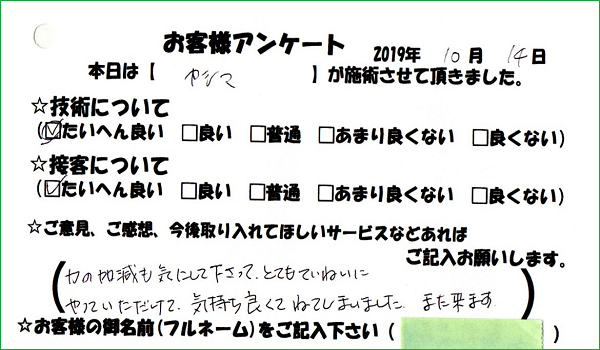 お客様アンケート 2019年 10月 14日
本日は【 カシマ 】が施術させて頂きました。
☆技術について
(☑たいへん良い □良い □普通 □あまり良くない □良くない)
☆接客について
(☑たいへん良い □良い □普通 □あまり良くない □良くない)
☆ご意見、ご感想、今後取り入れてほしいサービスなどあれば
ご記入お願いします。
(力の加減も気にして下さって、とてもていねいに
やっていただけて、気持ち良くてねてしまいました。また来ます)
☆お客様の御名前(フルネーム)をご記入下さい( )